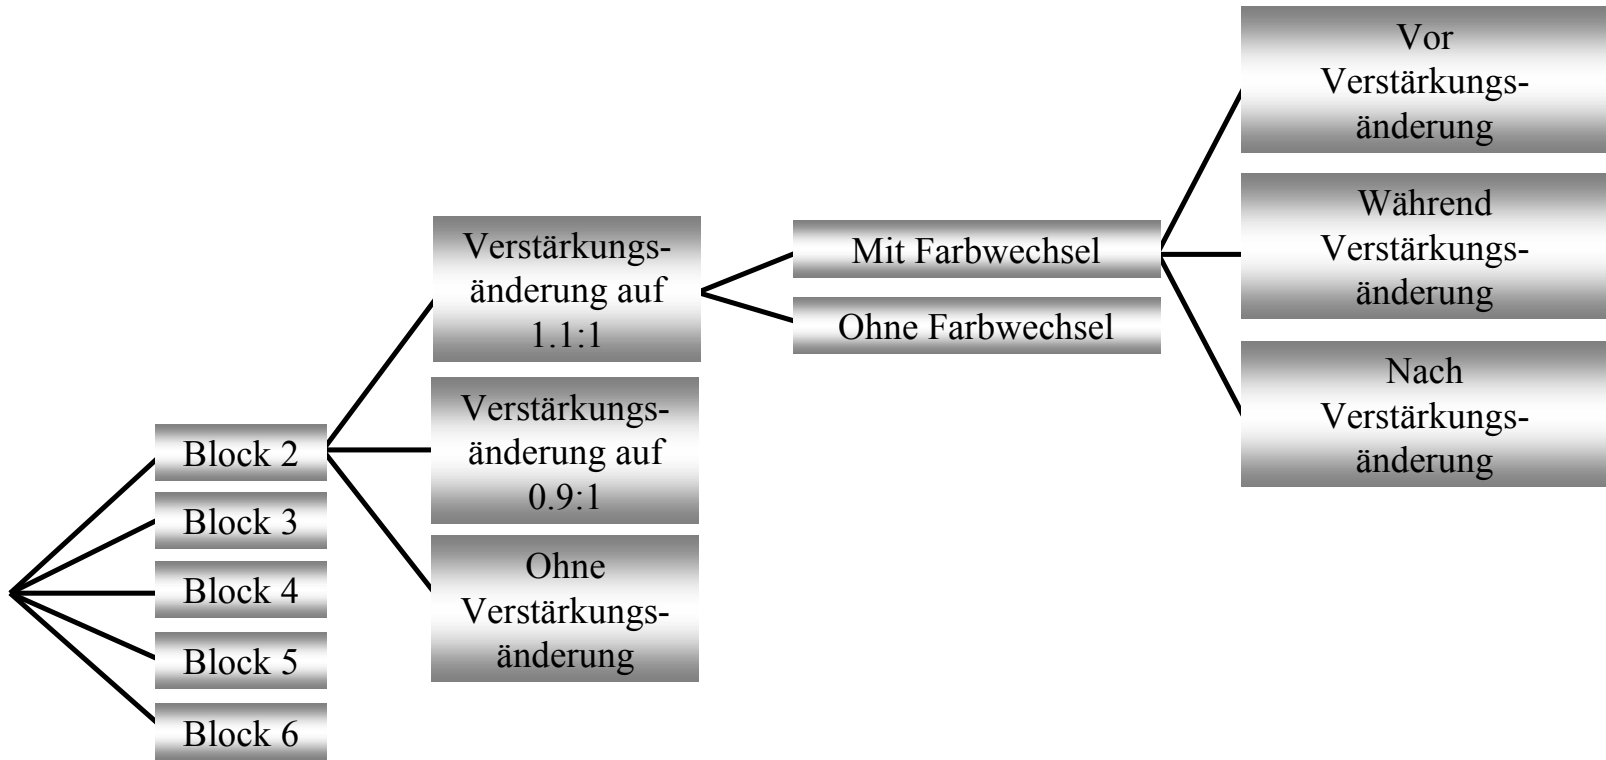 Block 2
Block 3
Block 4
Block 5
Block 6
Verstärkungs-
änderung auf
1.1:1
Verstärkungs-
änderung auf
0.9:1
Ohne
Verstärkungs-
änderung
Mit Farbwechsel
Ohne Farbwechsel
Vor
Verstärkungs-
änderung
Während
Verstärkungs-
änderung
Nach
Verstärkungs-
änderung